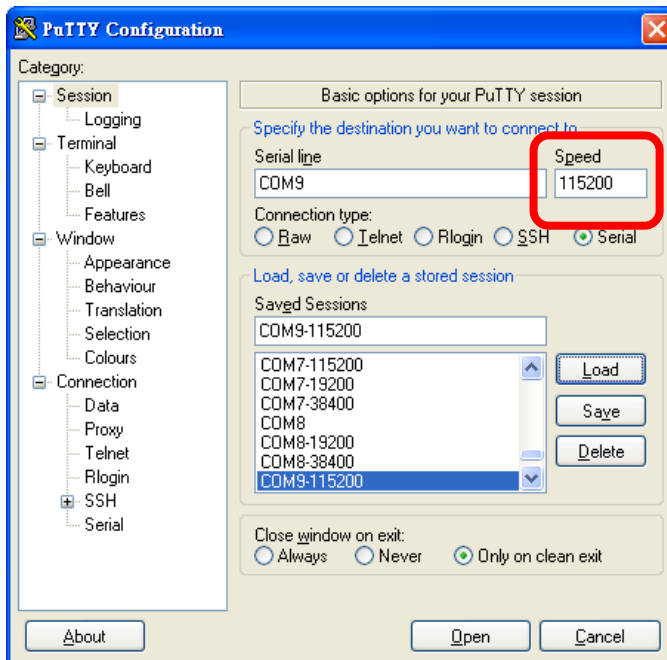 PuTTY Configuration
Category:
Session
Logging
Terminal
Keyboard
Bell
Features
Window
Appearance
Behaviour
Translation
Selection
Colours
Connection
Data
Proxy
Telnet
Rlogin
SSH
Serial
Basic options for your PuTTY session
Specify the destination you want to connect to
Serial line
Speed
COM9
115200
Connection type:
Raw Telnet Rlogin SSH Serial
Load, save or delete a stored session
Saved Sessions
COM9-115200
COM7-115200
COM7-19200
COM7-38400
COM8
COM8-19200
COM8-38400
COM9-115200
Load
Save
Delete
Close window on exit:
Always Never Only on clean exit
About
Open
Cancel